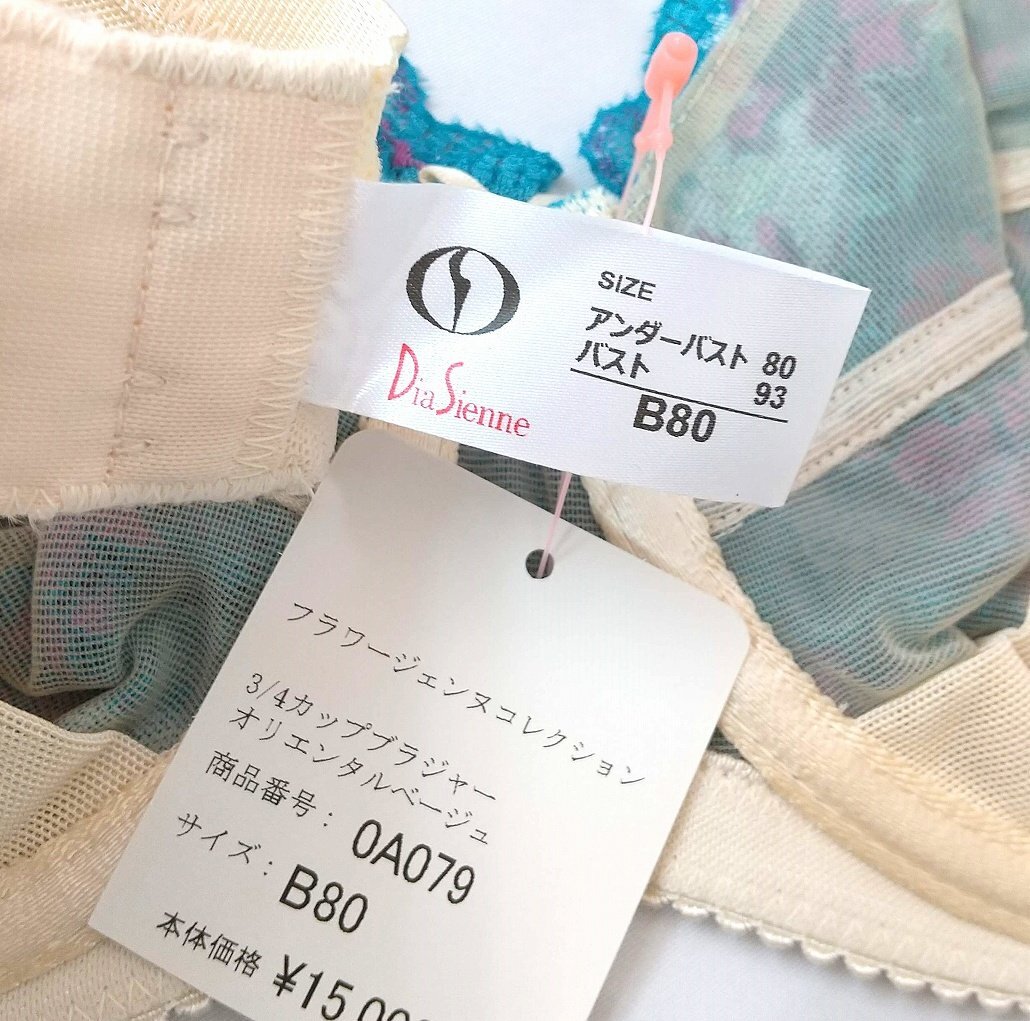 DiaSienne
SIZE
アンダーバスト 80
バスト 93
B80
フラワージェンヌコレクション
3/4カップブラジャー
オリエンタルベージュ
商品番号: 0A079
サイズ: B80
本体価格 ¥15,00